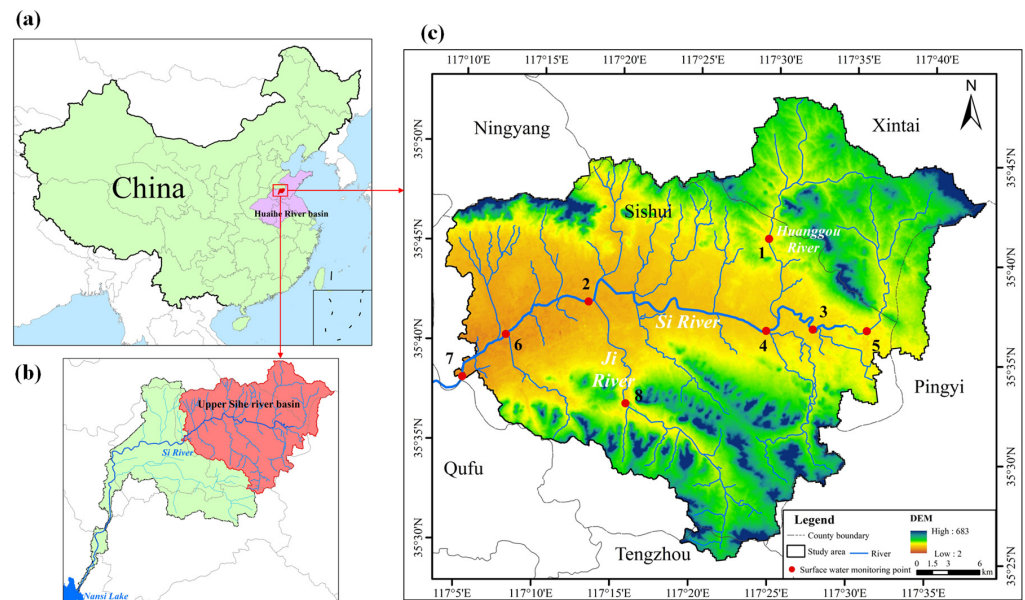 (a)
China
Huaihe River basin
(b)
Upper Sihe river basin
Si River
Nansi Lake
(c)
117°10'E 117°15'E 117°20'E 117°25'E 117°30'E 117°35'E 117°40'E
N
Ningyang
Xintai
35°50'N
35°45'N
35°40'N
35°35'N
35°30'N
35°45'N
35°40'N
35°35'N
35°30'N
35°25'N
Sishui
1
Huanggou
River
2
3
Si River
4
5
6
7
Ji
River
8
Pingyi
Qufu
Tengzhou
Legend
County boundary
Study area
River
Surface water monitoring point
DEM
High : 683
Low : 2
0 1.5 3 6
km
117°5'E 117°10'E 117°15'E 117°20'E 117°25'E 117°30'E 117°35'E